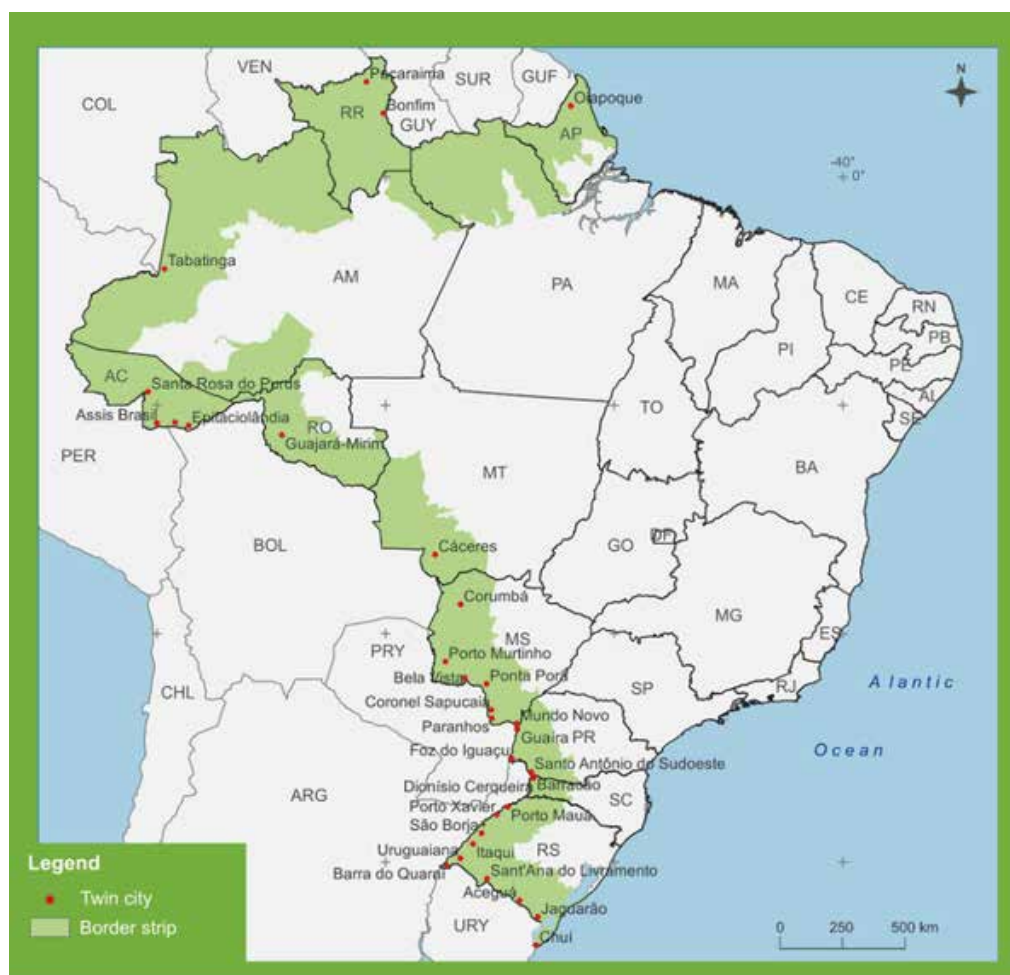 VEN
SUR
GUF
N
COL
Pacaraima
RR
Bonfim
GUY
Oiapoque
AP
-40°
0°
Tabatinga
AM
PA
MA
CE
RN
PB
PI
PE
AL
SE
AC
Santa Rosa do Purus
Assis Brasil
Epitaciolândia
RO
Guajará-Mirim
TO
PER
MT
BA
BOL
Cáceres
GO
DF
Corumbá
MG
MS
ES
PRY
Porto Murtinho
Bela Vista
Ponta Porã
CHL
SP
RJ
Alantic
Coronel Sapucaia
Paranhos
Mundo Novo
Guaira PR
Foz do Iguaçu
Ocean
Santo Antônio do Sudoeste
Dionísio Cerqueira
Barracão
ARG
SC
Porto Xavier
Porto Maua
São Borja
Uruguaiana
Itaqui
RS
Barra do Quaraí
Sant'Ana do Livramento
Aceguá
Jaguarão
URY
Chuí
Legend
Twin city
Border strip
0 250 500 km